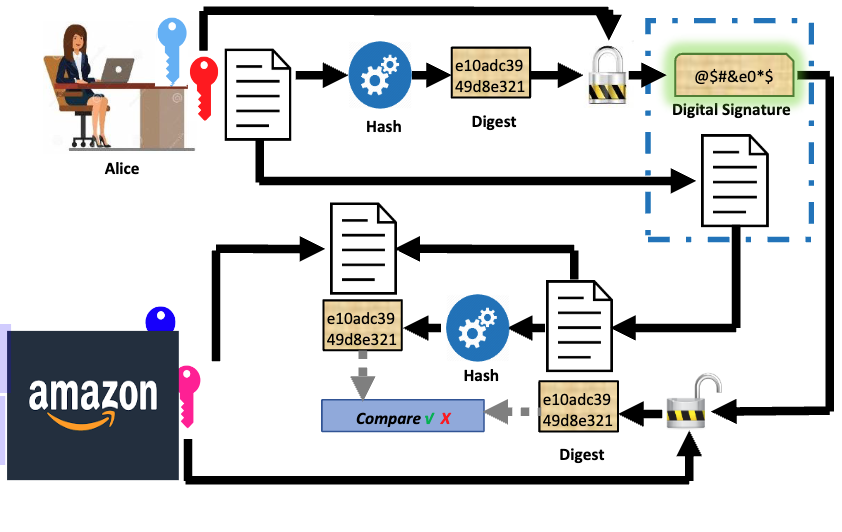 e10adc39
49d8e321
@$#&e0*$
Hash
Digest
Digital Signature
Alice
e10adc39
49d8e321
Hash
amazon
e10adc39
49d8e321
Compare √ X
Digest